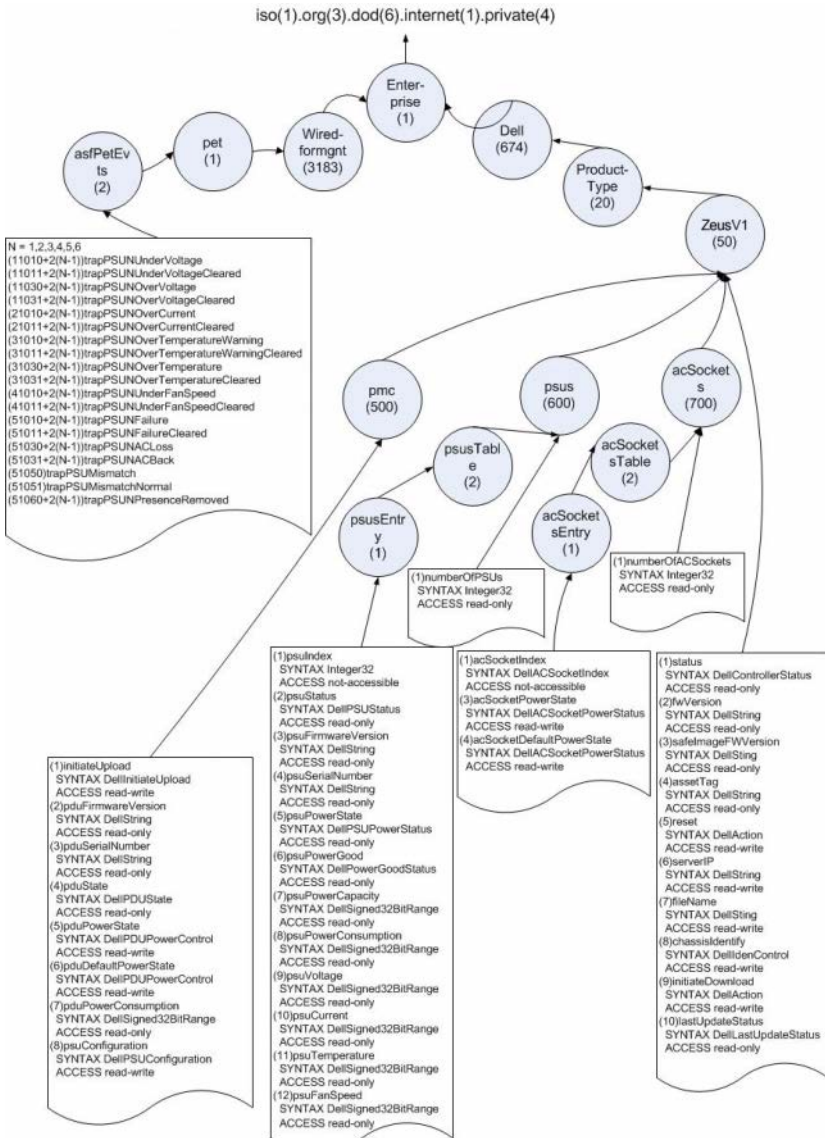 iso(1).org(3).dod(6).internet(1).private(4)
Enter-
prise
(1)
Wired-
formgnt
(3183)
pet
(1)
asfPetEv
ts
(2)
Dell
(674)
Product-
Type
(20)
ZeusV1
(50)
N = 1,2,3,4,5,6
(11010+2(N-1))trapPSUNUnderVoltage
(11011+2(N-1))trapPSUNUnderVoltageCleared
(11030+2(N-1))trapPSUNOverVoltage
(11031+2(N-1))trapPSUNOverVoltageCleared
(21010+2(N-1))trapPSUNOverCurrent
(21011+2(N-1))trapPSUNOverCurrentCleared
(31010+2(N-1))trapPSUNOverTemperatureWarning
(31011+2(N-1))trapPSUNOverTemperatureWarningCleared
(31030+2(N-1))trapPSUNOverTemperature
(31031+2(N-1))trapPSUNOverTemperatureCleared
(41010+2(N-1))trapPSUNUnderFanSpeed
(41011+2(N-1))trapPSUNUnderFanSpeedCleared
(51010+2(N-1))trapPSUNFailure
(51011+2(N-1))trapPSUNFailureCleared
(51030+2(N-1))trapPSUNACLoss
(51031+2(N-1))trapPSUNACBack
(51050)trapPSUMismatch
(51051)trapPSUMismatchNormal
(51060+2(N-1))trapPSUNPresenceRemoved
pmc
(500)
psus
(600)
acSocket
s
(700)
psusTabl
e
(2)
acSocket
sTable
(2)
psusEntr
y
(1)
acSocket
sEntry
(1)
(1)numberOfPSUs
SYNTAX Integer32
ACCESS read-only
(1)numberOfACSockets
SYNTAX Integer32
ACCESS read-only
(1)initiateUpload
SYNTAX DellInitiateUpload
ACCESS read-write
(2)pduFirmwareVersion
SYNTAX DellString
ACCESS read-only
(3)pduSerialNumber
SYNTAX DellString
ACCESS read-only
(4)pduState
SYNTAX DellPDUState
ACCESS read-only
(5)pduPowerState
SYNTAX DellPDUPowerControl
ACCESS read-write
(6)pduDefaultPowerState
SYNTAX DellPDUPowerControl
ACCESS read-write
(7)pduPowerConsumption
SYNTAX DellSigned32BitRange
ACCESS read-only
(8)psuConfiguration
SYNTAX DellPSUConfiguration
ACCESS read-write
(1)psuIndex
SYNTAX Integer32
ACCESS not-accessible
(2)psuStatus
SYNTAX DellPSUStatus
ACCESS read-only
(3)psuFirmwareVersion
SYNTAX DellString
ACCESS read-only
(4)psuSerialNumber
SYNTAX DellString
ACCESS read-only
(5)psuPowerState
SYNTAX DellPSUPowerStatus
ACCESS read-only
(6)psuPowerGood
SYNTAX DellPowerGoodStatus
ACCESS read-only
(7)psuPowerCapacity
SYNTAX DellSigned32BitRange
ACCESS read-only
(8)psuPowerConsumption
SYNTAX DellSigned32BitRange
ACCESS read-only
(9)psuVoltage
SYNTAX DellSigned32BitRange
ACCESS read-only
(10)psuCurrent
SYNTAX DellSigned32BitRange
ACCESS read-only
(11)psuTemperature
SYNTAX DellSigned32BitRange
ACCESS read-only
(12)psuFanSpeed
SYNTAX DellSigned32BitRange
ACCESS read-only
(1)acSocketIndex
SYNTAX DellACSocketIndex
ACCESS not-accessible
(3)acSocketPowerState
SYNTAX DellACSocketPowerStatus
ACCESS read-write
(4)acSocketDefaultPowerState
SYNTAX DellACSocketPowerStatus
ACCESS read-write
(1)status
SYNTAX DellControllerStatus
ACCESS read-only
(2)fwVersion
SYNTAX DellString
ACCESS read-only
(3)safeImageFWVersion
SYNTAX DellSting
ACCESS read-only
(4)assetTag
SYNTAX DellString
ACCESS read-only
(5)reset
SYNTAX DellAction
ACCESS read-write
(6)serverIP
SYNTAX DellString
ACCESS read-write
(7)fileName
SYNTAX DellSting
ACCESS read-write
(8)chassisIdentify
SYNTAX DellIdenControl
ACCESS read-write
(9)initiateDownload
SYNTAX DellAction
ACCESS read-write
(10)lastUpdateStatus
SYNTAX DellLastUpdateStatus
ACCESS read-only